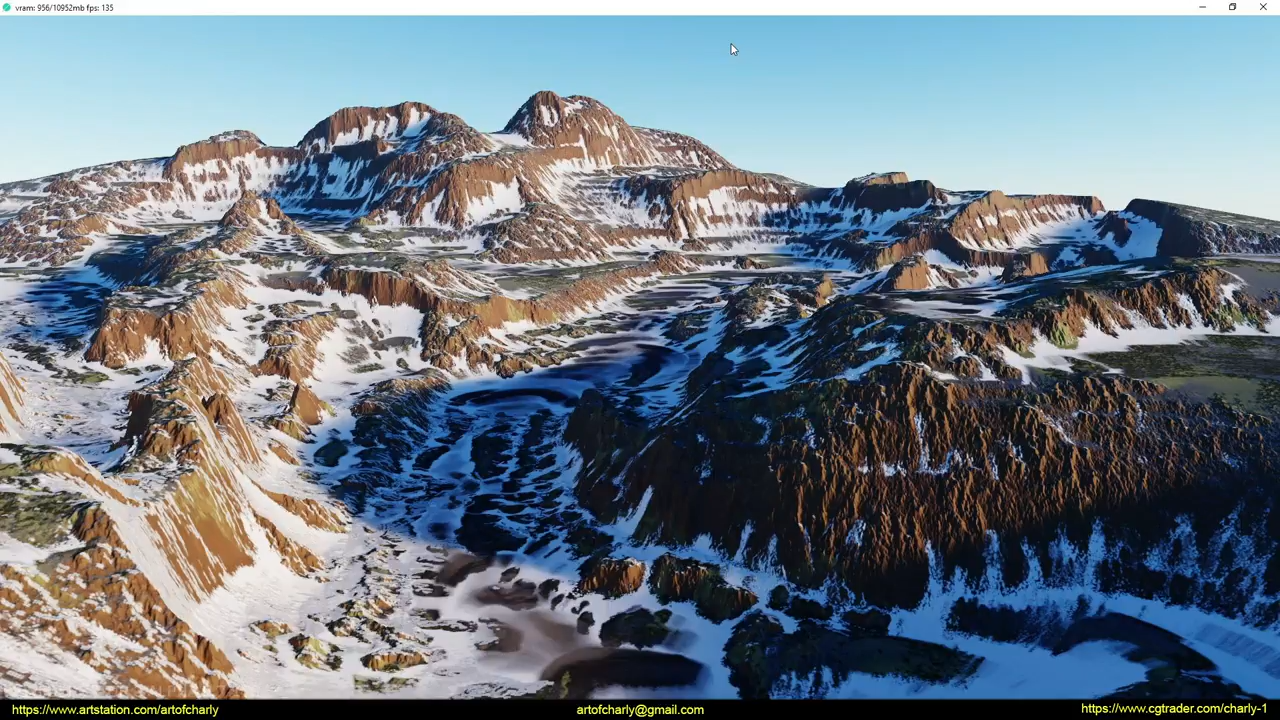 vram: 956/10952mb fps: 135
https://www.artstation.com/artofcharly
artofcharly@gmail.com
https://www.cgtrader.com/charly-1